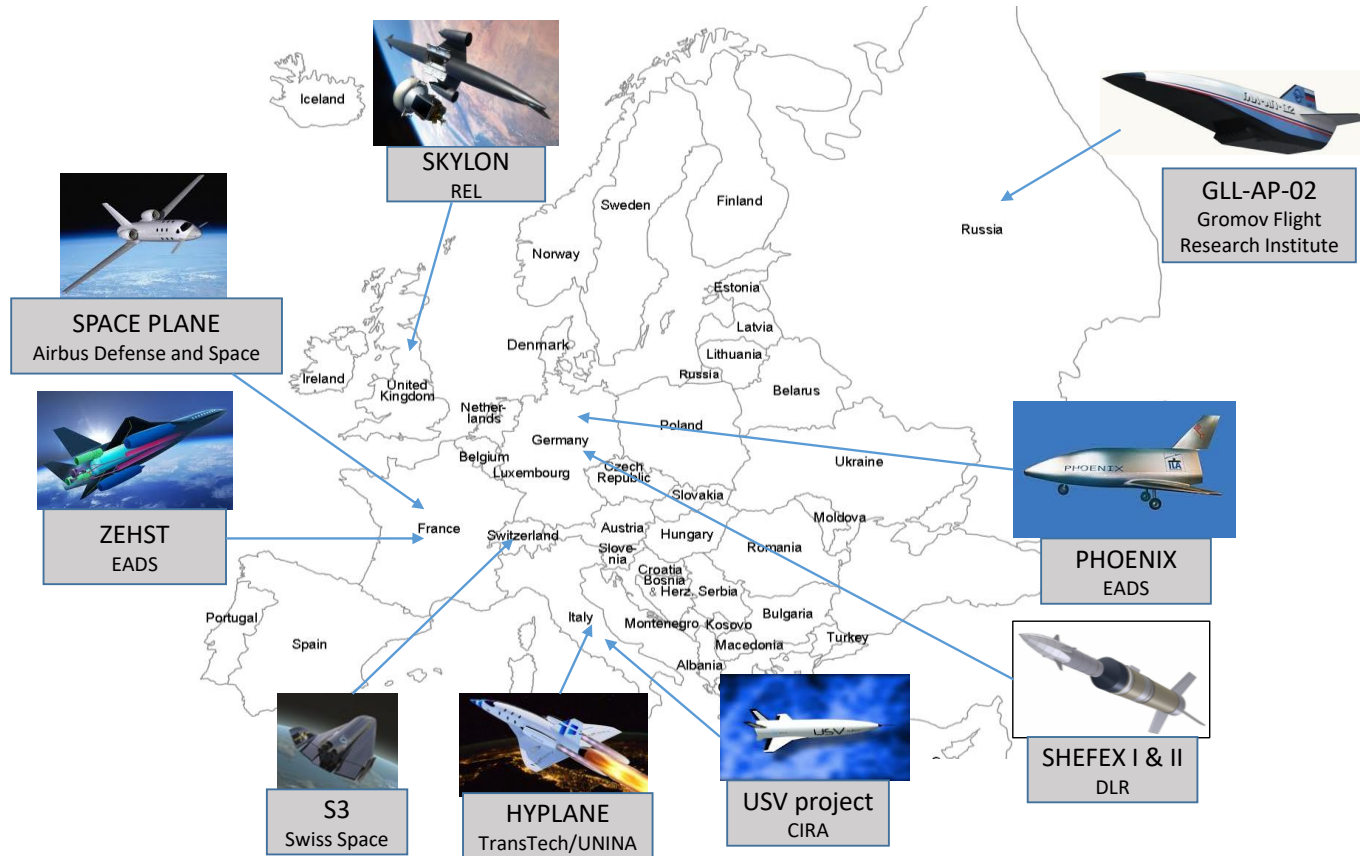 Iceland
SKYLON
REL
GLL-AP-02
Gromov Flight
Research Institute
SPACE PLANE
Airbus Defense and Space
ZEHST
EADS
Sweden
Finland
Norway
Russia
Estonia
Latvia
Lithuania
Russia
Denmark
Belarus
Ireland
United
Kingdom
Nether-
lands
Poland
Germany
Belgium
Luxembourg
Czech
Republic
Ukraine
Slovakia
France
Switzerland
Austria
Hungary
Moldova
Slove-
nia
Romania
Croatia
Bosnia
& Herz.
Serbia
Portugal
Spain
Italy
Montenegro
Kosovo
Bulgaria
Macedonia
Turkey
Albania
PHOENIX
ILA
PHOENIX
EADS
SHEFEX I & II
DLR
USV
USV project
CIRA
HYPLANE
TransTech/UNINA
S3
Swiss Space